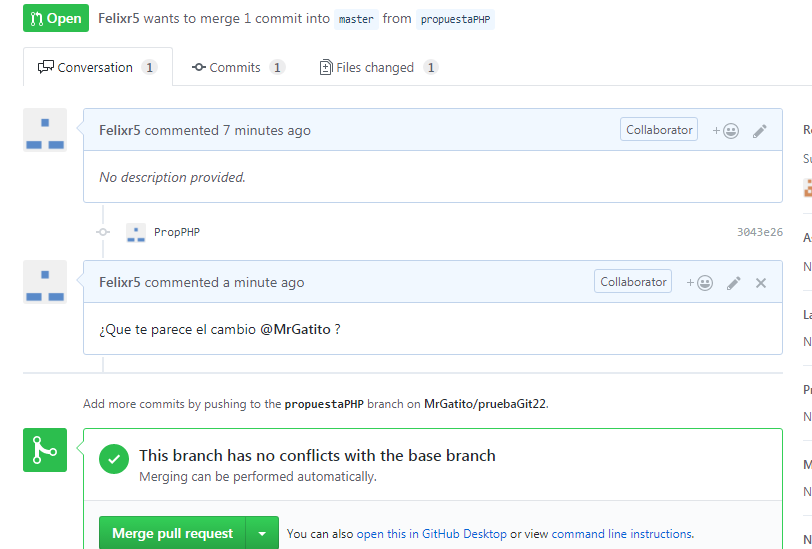 Open Felixr5 wants to merge 1 commit into master from propuestaPHP
Conversation 1 Commits 1 Files changed 1
Felixr5 commented 7 minutes ago Collaborator
No description provided.
PropPHP 3043e26
Felixr5 commented a minute ago Collaborator
¿Que te parece el cambio @MrGatito ?
Add more commits by pushing to the propuestaPHP branch on MrGatito/pruebaGit22.
This branch has no conflicts with the base branch
Merging can be performed automatically.
Merge pull request You can also open this in GitHub Desktop or view command line instructions.